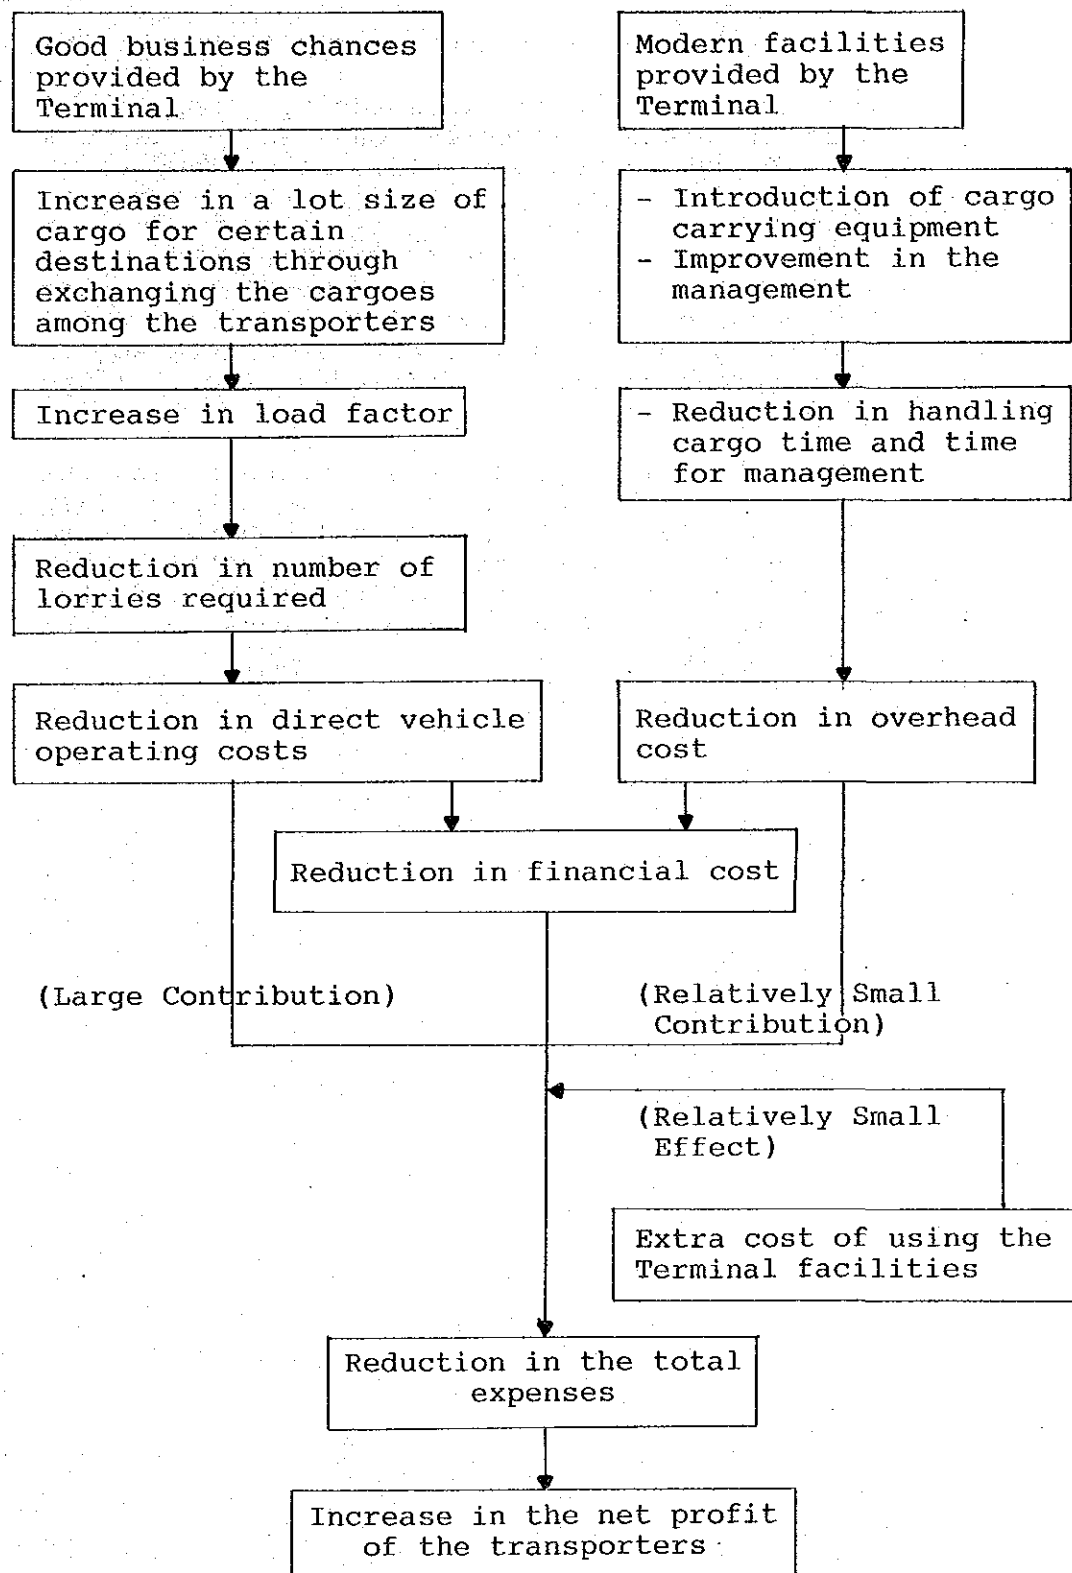 Good business chances
provided by the
Terminal
Increase in a lot size of
cargo for certain
destinations through
exchanging the cargoes
among the transporters
Increase in load factor
Reduction in number of
lorries required
Reduction in direct vehicle
operating costs
Modern facilities
provided by the
Terminal
- Introduction of cargo
carrying equipment
- Improvement in the
management
- Reduction in handling
cargo time and time
for management
Reduction in overhead
cost
Reduction in financial cost
(Large Contribution)
(Relatively Small
Contribution)
(Relatively Small
Effect)
Extra cost of using the
Terminal facilities
Reduction in the total
expenses
Increase in the net profit
of the transporters